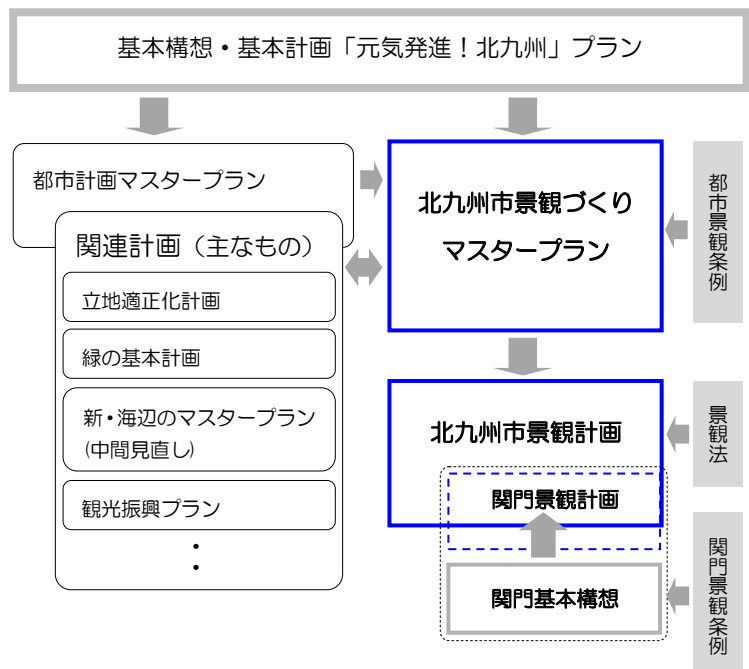 基本構想・基本計画「元気発進！北九州」プラン
都市計画マスタープラン
関連計画（主なもの）
立地適正化計画
緑の基本計画
新・海辺のマスタープラン
(中間見直し)
観光振興プラン
・
・
北九州市景観づくり
マスタープラン
都市景観条例
北九州市景観計画
景観法
関門景観計画
関門基本構想
関門景観条例